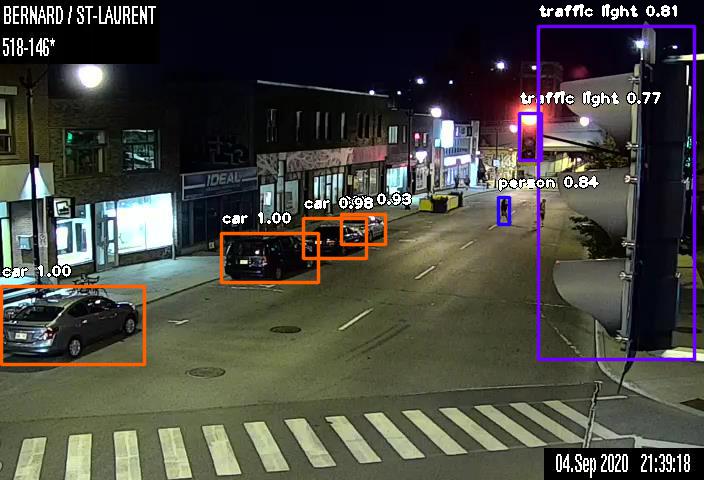 BERNARD / ST-LAURENT
518-146*
traffic light 0.81
traffic light 0.77
person 0.84
car 0.98
0.93
car 1.00
IDEAL
car 1.00
04.Sep 2020 21:39:18